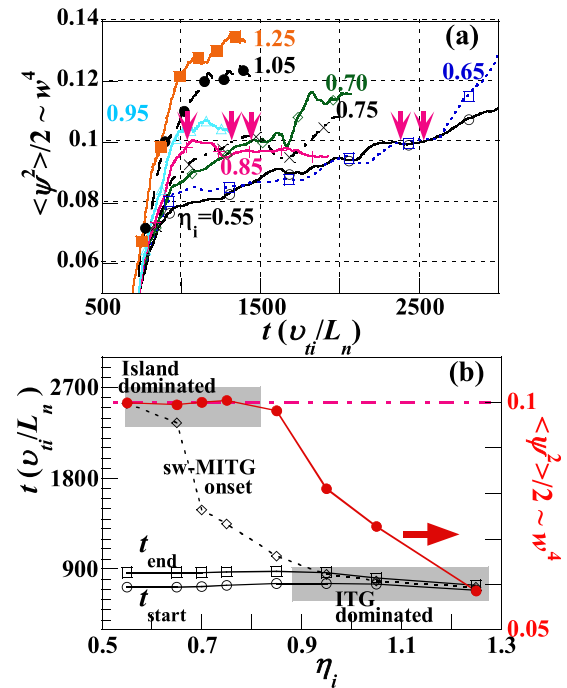 0.14
(a)
1.25
0.12
1.05
0.65
0.70
0.95
0.75
0.1
0.85
0.08
ηi=0.55
0.06
<ψ²>/2 ~ w⁴
500 1500 2500
t (υti/Ln)
(b)
Island
dominated
2700
0.1
sw-MITG
onset
1800
t (υti/Ln)
<ψ²>/2 ~ w⁴
tend
900
tstart
ITG
dominated
0.05
0.5 0.7 0.9 1.1 1.3
ηi